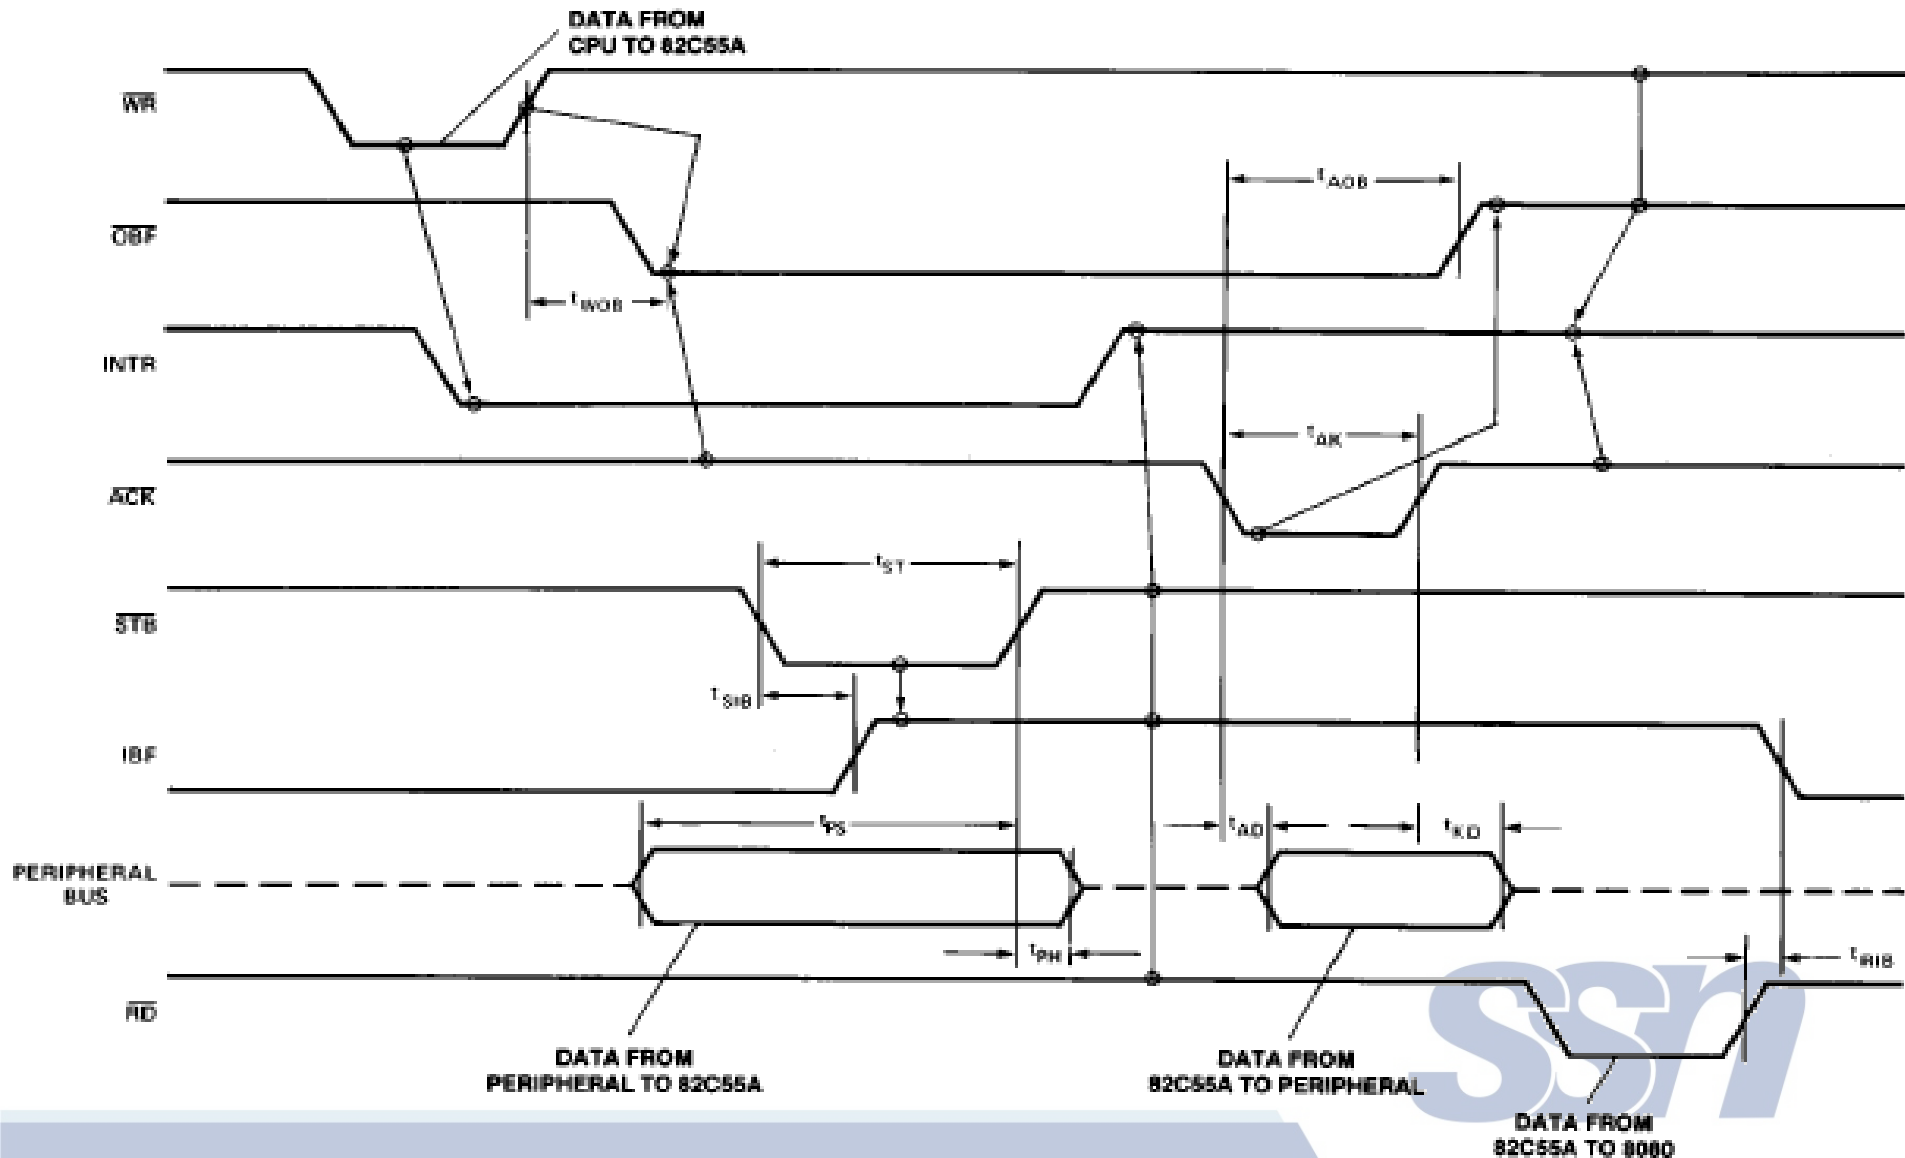 DATA FROM
CPU TO 82C55A
WR
tAOB
OBF
tWOB
INTR
tAK
ACK
tST
STB
tSIB
IBF
tPS
tAD
tKD
PERIPHERAL
BUS
tPH
tRIB
RD
ssn
DATA FROM
PERIPHERAL TO 82C55A
DATA FROM
82C55A TO PERIPHERAL
DATA FROM
82C55A TO 8080